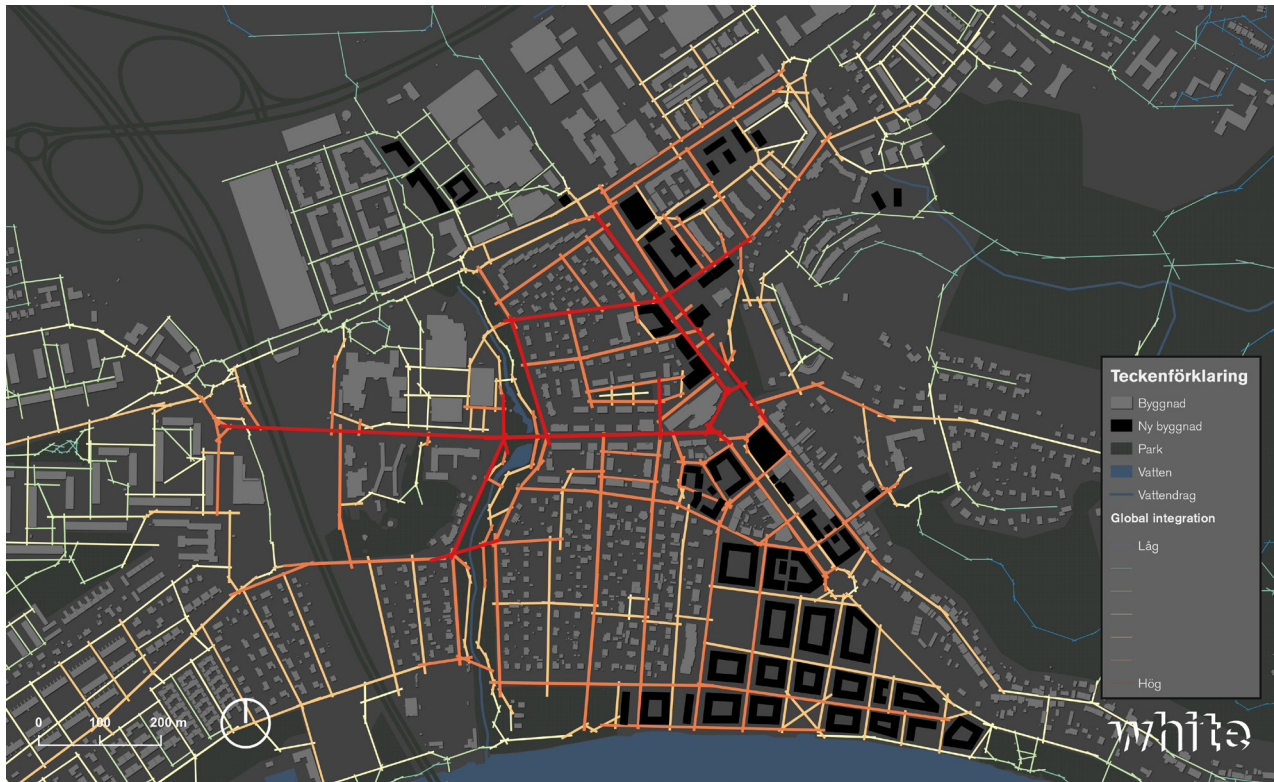 Teckenförklaring
Byggnad
Ny byggnad
Park
Vatten
Vattendrag
Global integration
Låg
Hög
0 100 200 m
white